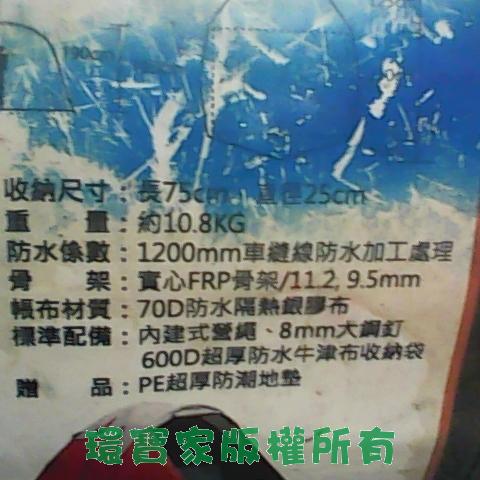 190cm
收納尺寸：長75cm，直徑25cm
重　　量：約10.8KG
防水係數：1200mm車縫線防水加工處理
骨　　架：實心FRP骨架/11.2, 9.5mm
帳布材質：70D防水隔熱銀膠布
標準配備：內建式營繩、8mm大鋼釘
600D超厚防水牛津布收納袋
贈　　品：PE超厚防潮地墊
環寶家版權所有